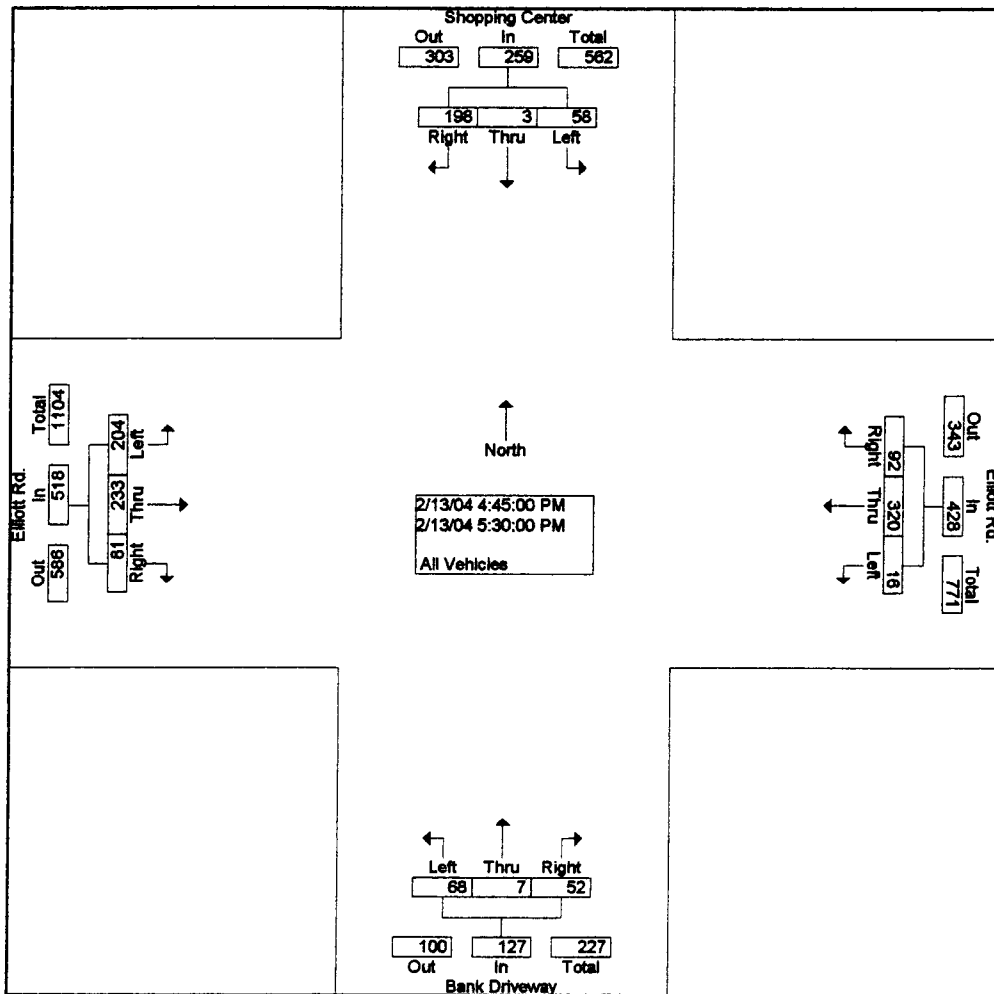 Shopping Center
Out In Total
303 259 562
198 3 58
Right Thru Left
Elliott Rd.
Total In Out
1104 518 586
204 233 81
Left Thru Right
North
2/13/04 4:45:00 PM
2/13/04 5:30:00 PM
All Vehicles
Elliott Rd.
Out In Total
343 428 771
92 320 16
Right Thru Left
Left Thru Right
68 7 52
100 127 227
Out In Total
Bank Driveway